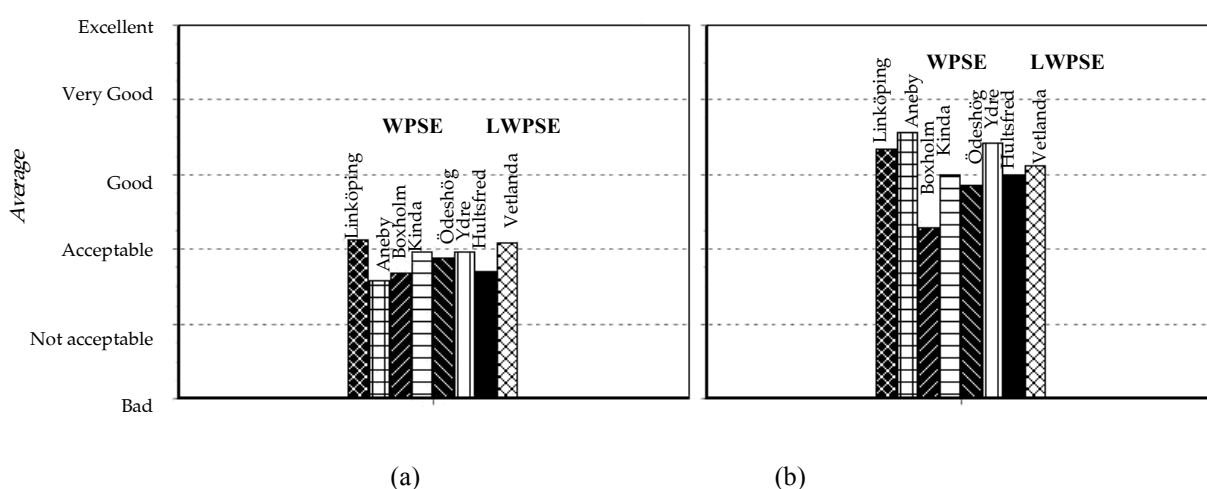 Average
Excellent
Very Good
Good
Acceptable
Not acceptable
Bad
WPSE
LWPSE
Linköping
Aneby
Boxholm
Kinda
Ödeshög
Ydre
Hultsfred
Vetlanda
(a)
WPSE
LWPSE
Linköping
Aneby
Boxholm
Kinda
Ödeshög
Ydre
Hultsfred
Vetlanda
(b)